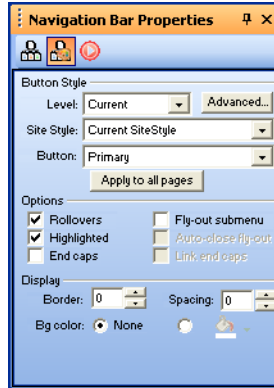 Navigation Bar Properties
Button Style
Level: Current Advanced...
Site Style: Current SiteStyle
Button: Primary
Apply to all pages
Options
Rollovers Fly-out submenu
Highlighted Auto-close fly-out
End caps Link end caps
Display
Border: 0 Spacing: 0
Bg color: None